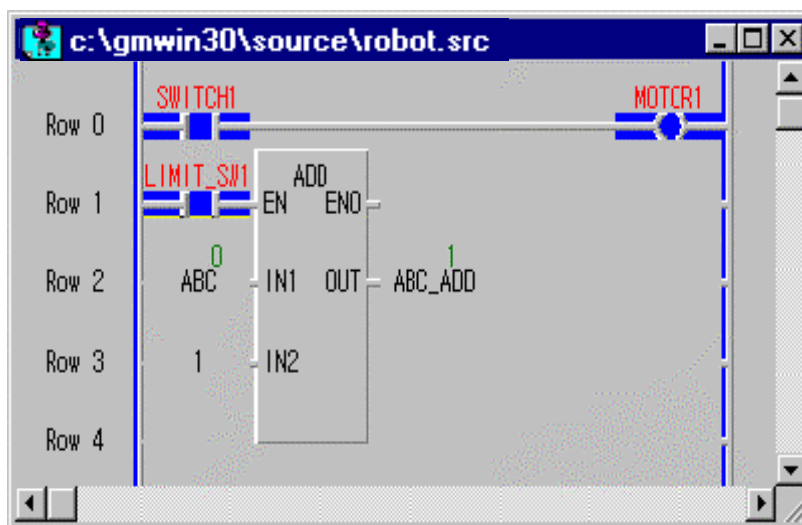 c:\gmwin30\source\robot.src
SWITCH1 MOTOR1
Row 0
LIMIT_SW1 ADD
Row 1 EN ENO
0 1
Row 2 ABC IN1 OUT ABC_ADD
Row 3 1 IN2
Row 4